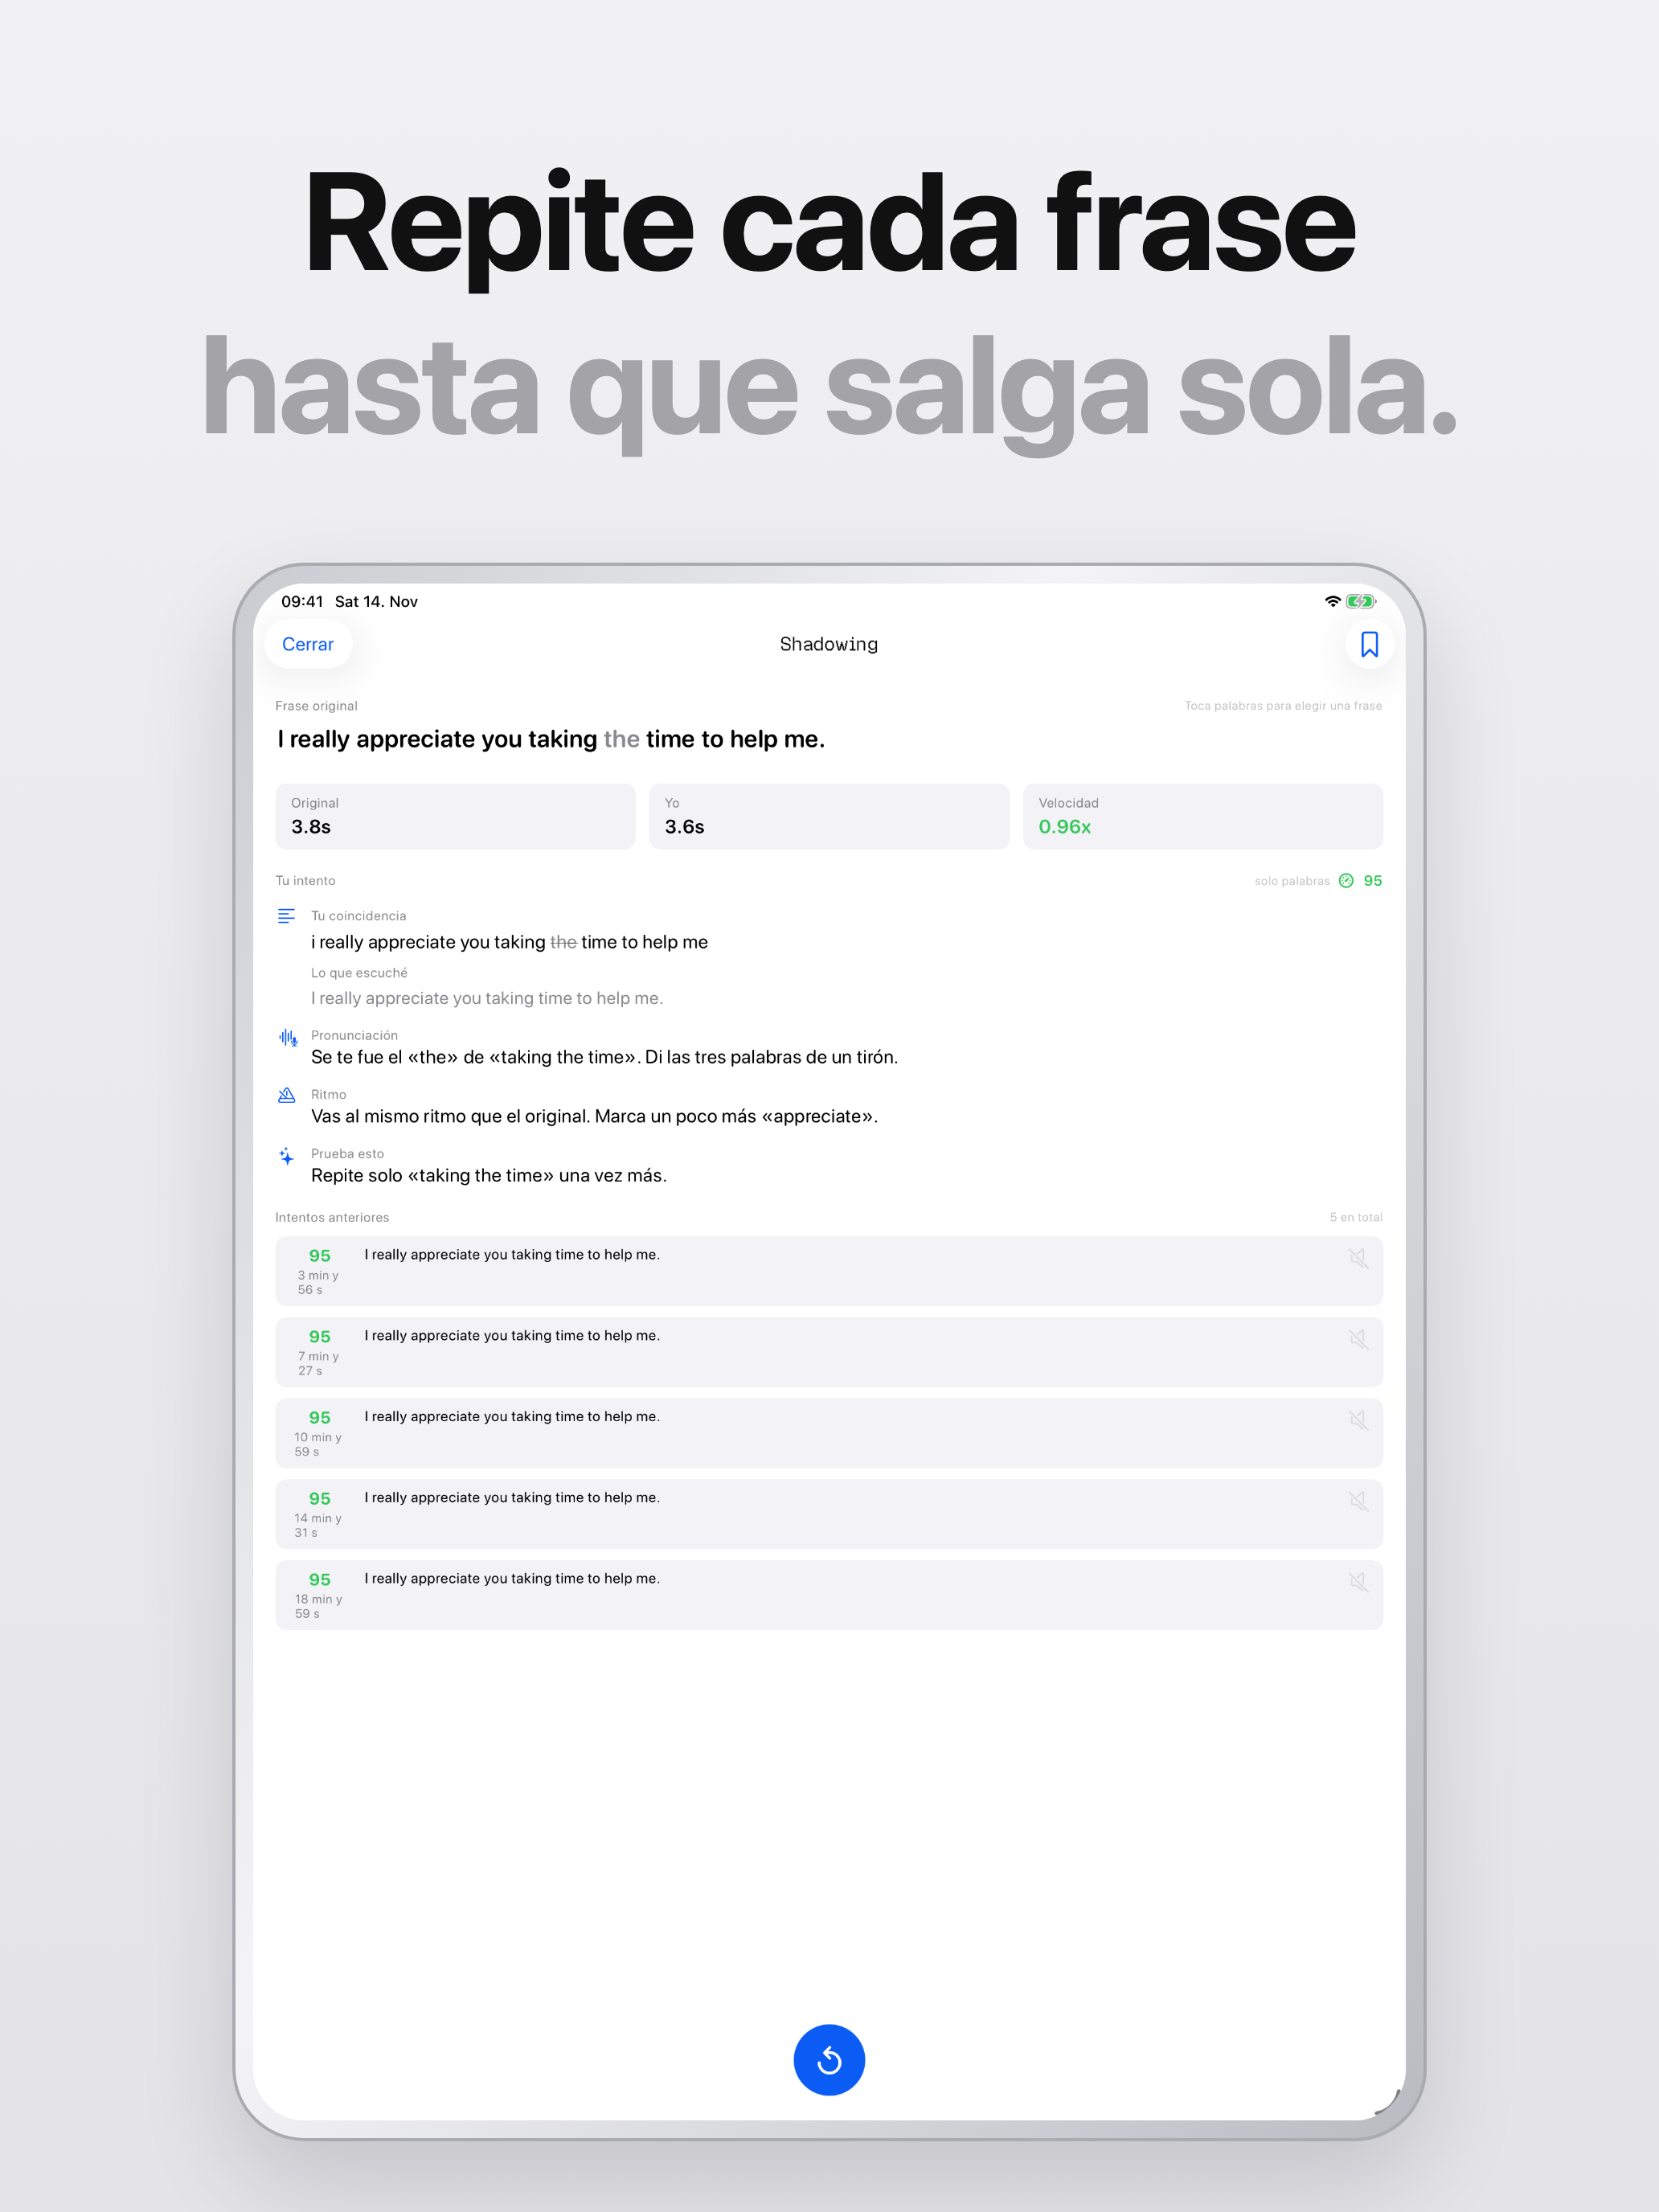 Repite cada frase
hasta que salga sola.
09:41 Sat 14. Nov
Cerrar
Shadowing
Frase original
Toca palabras para elegir una frase
I really appreciate you taking the time to help me.
Original
3.8s
Yo
3.6s
Velocidad
0.96x
Tu intento
solo palabras 95
Tu coincidencia
i really appreciate you taking the time to help me
Lo que escuché
I really appreciate you taking time to help me.
Pronunciación
Se te fue el «the» de «taking the time». Di las tres palabras de un tirón.
Ritmo
Vas al mismo ritmo que el original. Marca un poco más «appreciate».
Prueba esto
Repite solo «taking the time» una vez más.
Intentos anteriores
5 en total
95
3 min y
56 s
I really appreciate you taking time to help me.
95
7 min y
27 s
I really appreciate you taking time to help me.
95
10 min y
59 s
I really appreciate you taking time to help me.
95
14 min y
31 s
I really appreciate you taking time to help me.
95
18 min y
59 s
I really appreciate you taking time to help me.